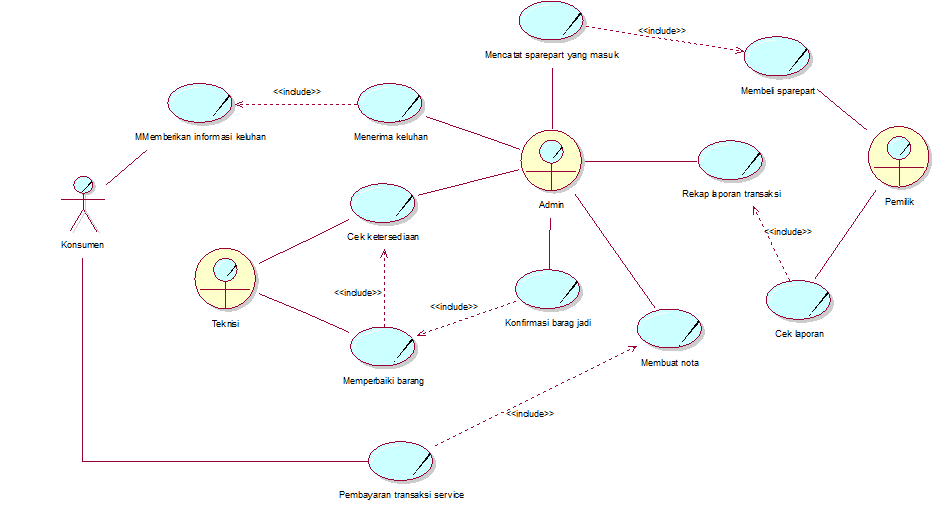 <<include>>
Mencatat sparepart yang masuk
Membeli sparepart
<<include>>
MMemberikan informasi keluhan
Menerima keluhan
Rekap laporan transaksi
Pemilik
Admin
Konsumen
Cek ketersediaan
<<include>>
Teknisi
<<include>>
<<include>>
Konfirmasi barag jadi
Cek laporan
Membuat nota
Memperbaiki barang
<<include>>
Pembayaran transaksi service